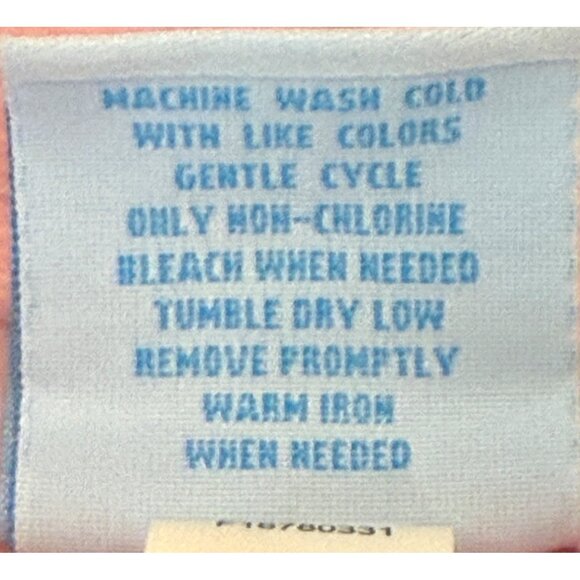 MACHINE WASH COLD
WITH LIKE COLORS
GENTLE CYCLE
ONLY NON-CHLORINE
BLEACH WHEN NEEDED
TUMBLE DRY LOW
REMOVE PROMPTLY
WARM IRON
WHEN NEEDED